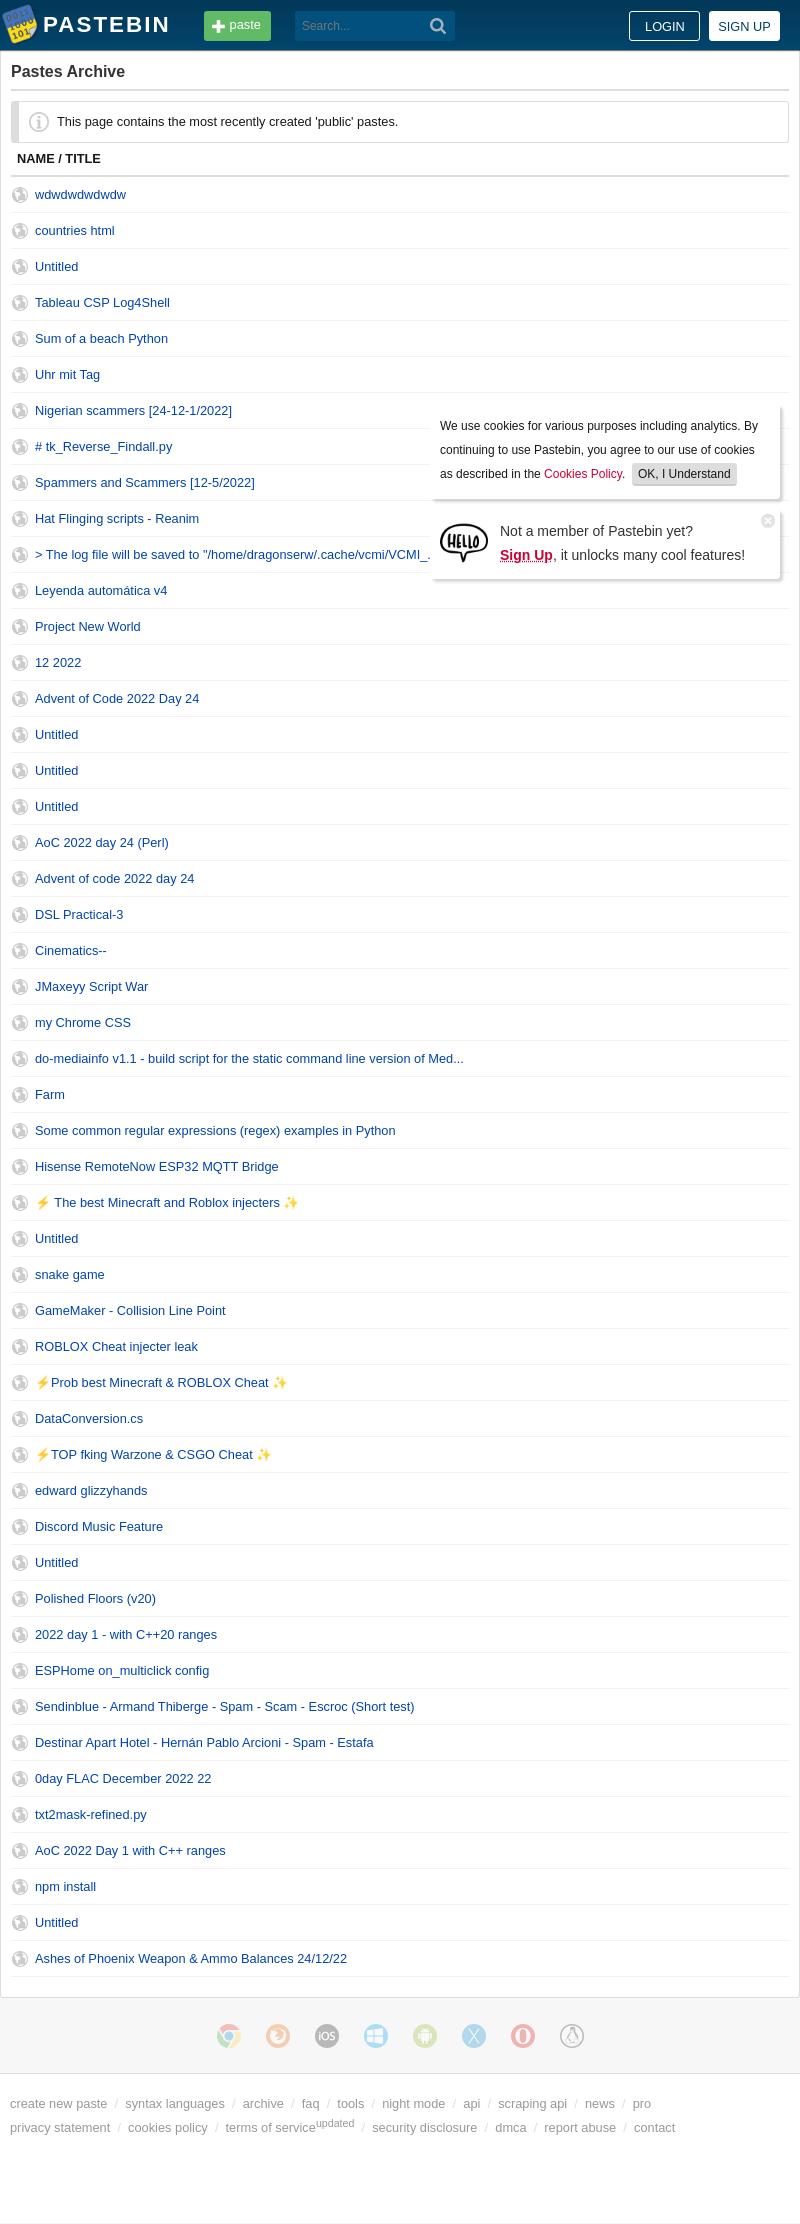 PASTEBIN
paste
Search...
LOGIN
SIGN UP
Pastes Archive
This page contains the most recently created 'public' pastes.
NAME / TITLE
wdwdwdwdwdw
countries html
Untitled
Tableau CSP Log4Shell
Sum of a beach Python
Uhr mit Tag
Nigerian scammers [24-12-1/2022]
# tk_Reverse_Findall.py
Spammers and Scammers [12-5/2022]
Hat Flinging scripts - Reanim
> The log file will be saved to "/home/dragonserw/.cache/vcmi/VCMI_.
We use cookies for various purposes including analytics. By
continuing to use Pastebin, you agree to our use of cookies
as described in the Cookies Policy. OK, I Understand
HELLO
Not a member of Pastebin yet?
Sign Up, it unlocks many cool features!
Leyenda automática v4
Project New World
12 2022
Advent of Code 2022 Day 24
Untitled
Untitled
Untitled
AoC 2022 day 24 (Perl)
Advent of code 2022 day 24
DSL Practical-3
Cinematics--
JMaxeyy Script War
my Chrome CSS
do-mediainfo v1.1 - build script for the static command line version of Med...
Farm
Some common regular expressions (regex) examples in Python
Hisense RemoteNow ESP32 MQTT Bridge
⚡ The best Minecraft and Roblox injecters ✨
Untitled
snake game
GameMaker - Collision Line Point
ROBLOX Cheat injecter leak
⚡Prob best Minecraft & ROBLOX Cheat ✨
DataConversion.cs
⚡TOP fking Warzone & CSGO Cheat ✨
edward glizzyhands
Discord Music Feature
Untitled
Polished Floors (v20)
2022 day 1 - with C++20 ranges
ESPHome on_multiclick config
Sendinblue - Armand Thiberge - Spam - Scam - Escroc (Short test)
Destinar Apart Hotel - Hernán Pablo Arcioni - Spam - Estafa
0day FLAC December 2022 22
txt2mask-refined.py
AoC 2022 Day 1 with C++ ranges
npm install
Untitled
Ashes of Phoenix Weapon & Ammo Balances 24/12/22
iOS
create new paste / syntax languages / archive / faq / tools / night mode / api / scraping api / news / pro
privacy statement / cookies policy / terms of service updated / security disclosure / dmca / report abuse / contact